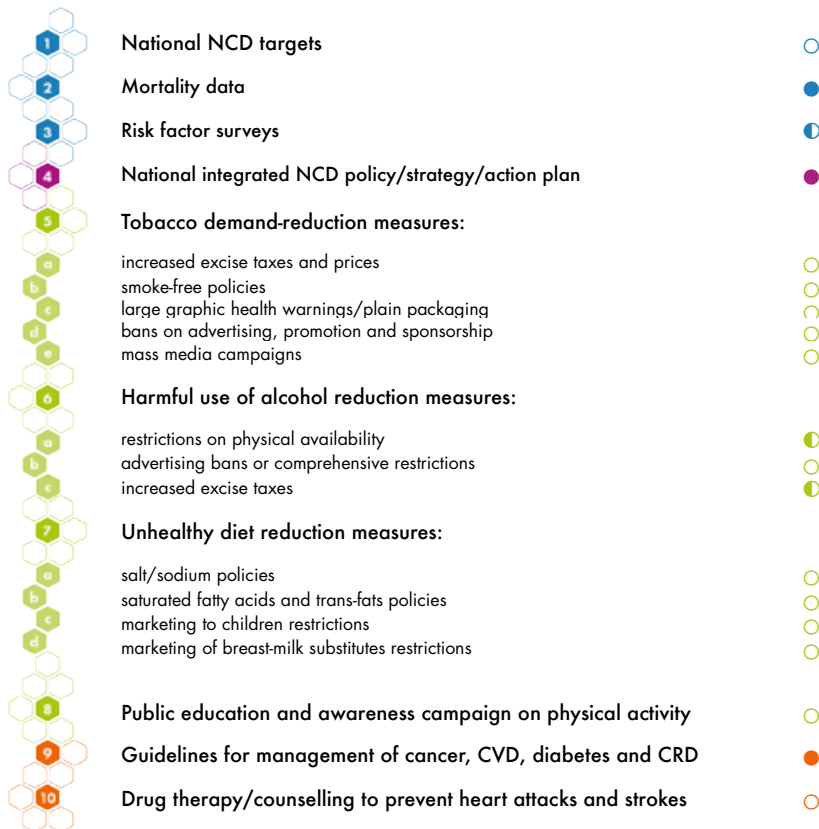 1 National NCD targets
2 Mortality data
3 Risk factor surveys
4 National integrated NCD policy/strategy/action plan
5 Tobacco demand-reduction measures:
a increased excise taxes and prices
b smoke-free policies
c large graphic health warnings/plain packaging
d bans on advertising, promotion and sponsorship
e mass media campaigns
6 Harmful use of alcohol reduction measures:
a restrictions on physical availability
b advertising bans or comprehensive restrictions
c increased excise taxes
7 Unhealthy diet reduction measures:
a salt/sodium policies
b saturated fatty acids and trans-fats policies
c marketing to children restrictions
d marketing of breast-milk substitutes restrictions
8 Public education and awareness campaign on physical activity
9 Guidelines for management of cancer, CVD, diabetes and CRD
10 Drug therapy/counselling to prevent heart attacks and strokes